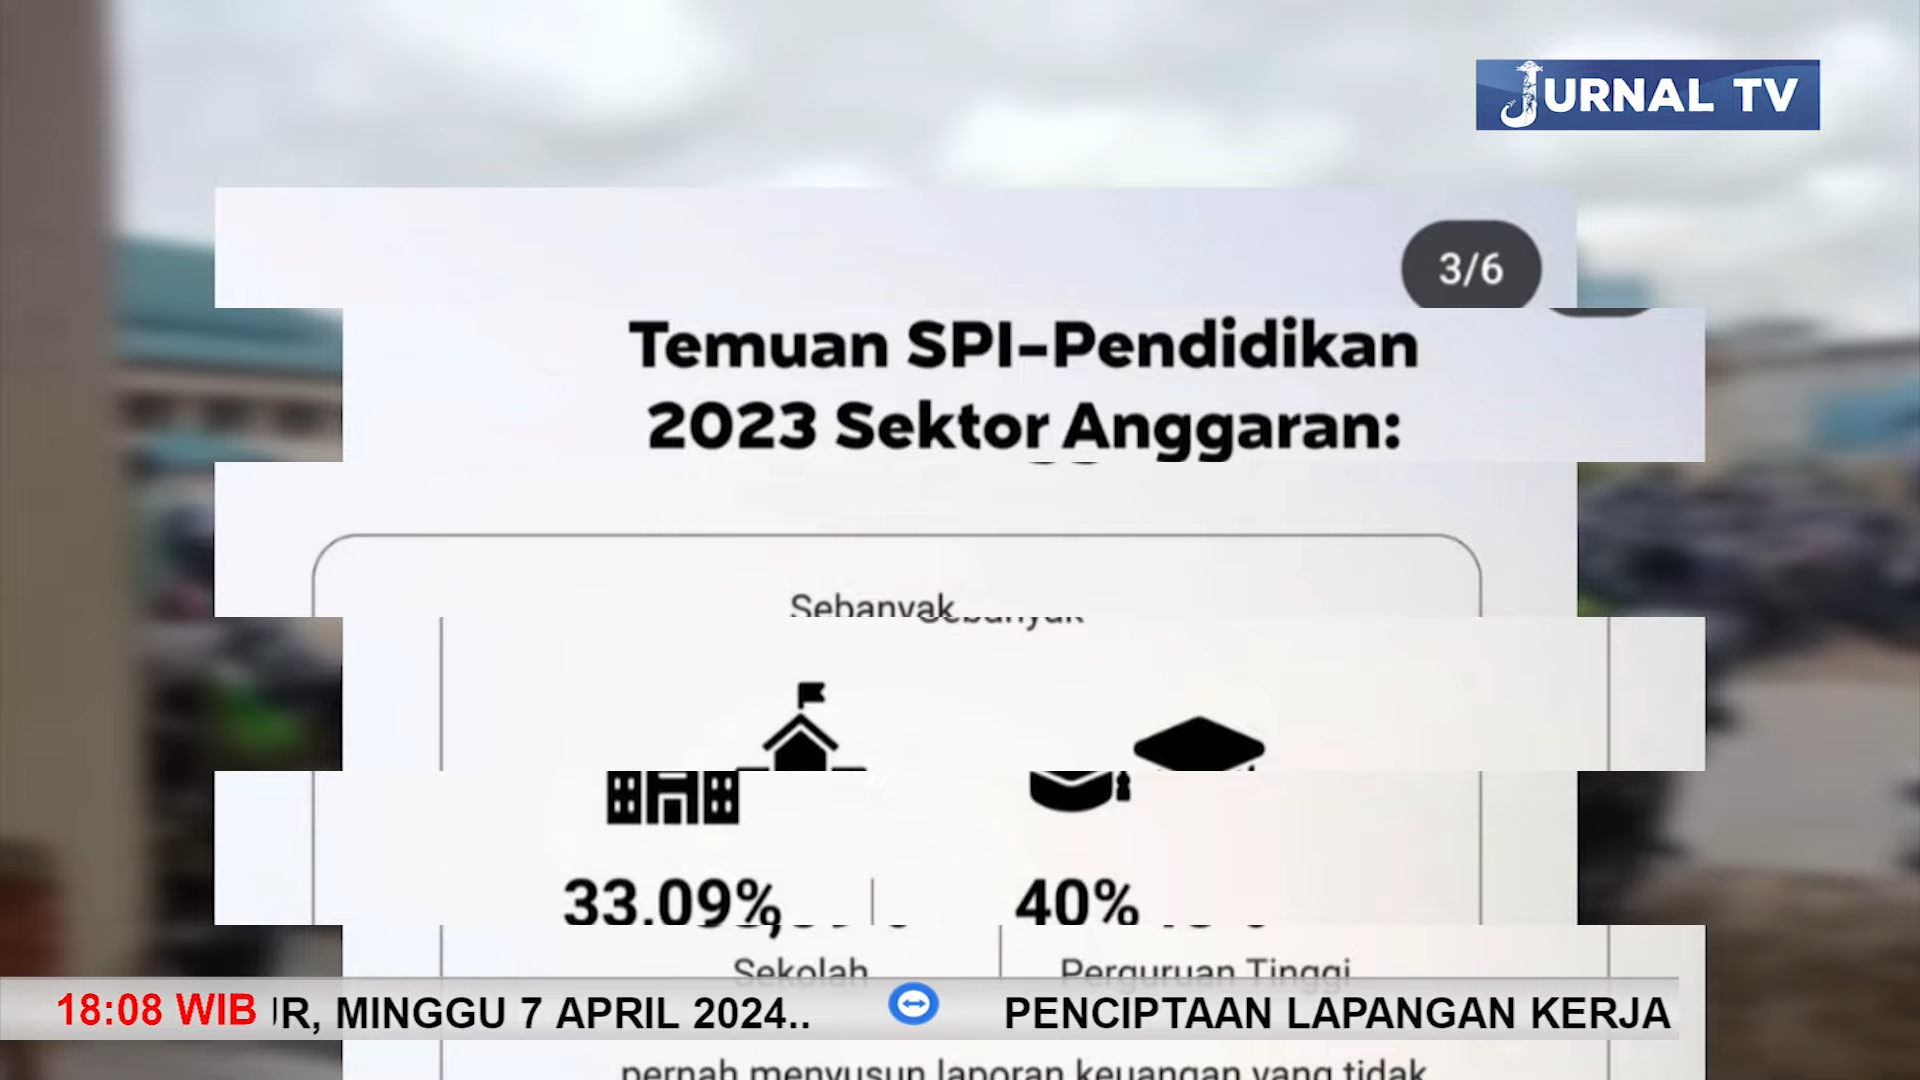 JURNAL TV
3/6
Temuan SPI-Pendidikan
2023 Sektor Anggaran:
Sebanyak
33,09%
40%
Sekolah
Perguruan Tinggi
18:08 WIB
UR, MINGGU 7 APRIL 2024..
PENCIPTAAN LAPANGAN KERJA
pernah menyusun laporan keuangan yang tidak